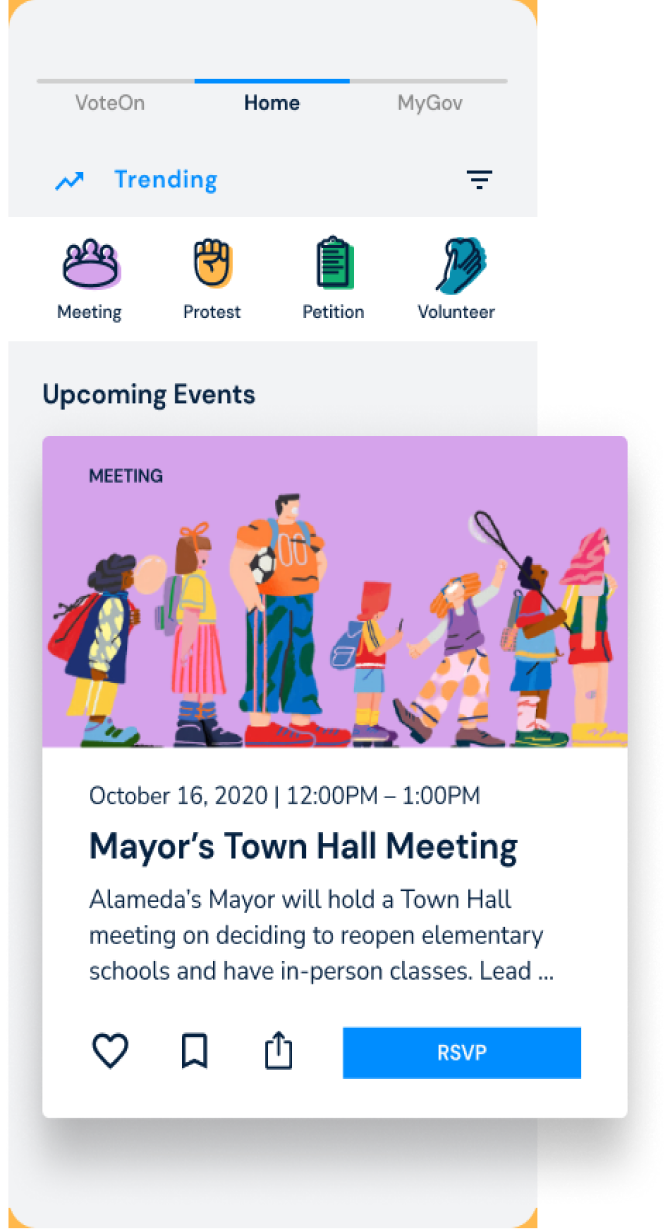 VoteOn Home MyGov
Trending
Meeting Protest Petition Volunteer
Upcoming Events
MEETING
October 16, 2020 | 12:00PM – 1:00PM
Mayor’s Town Hall Meeting
Alameda’s Mayor will hold a Town Hall
meeting on deciding to reopen elementary
schools and have in-person classes. Lead ...
RSVP